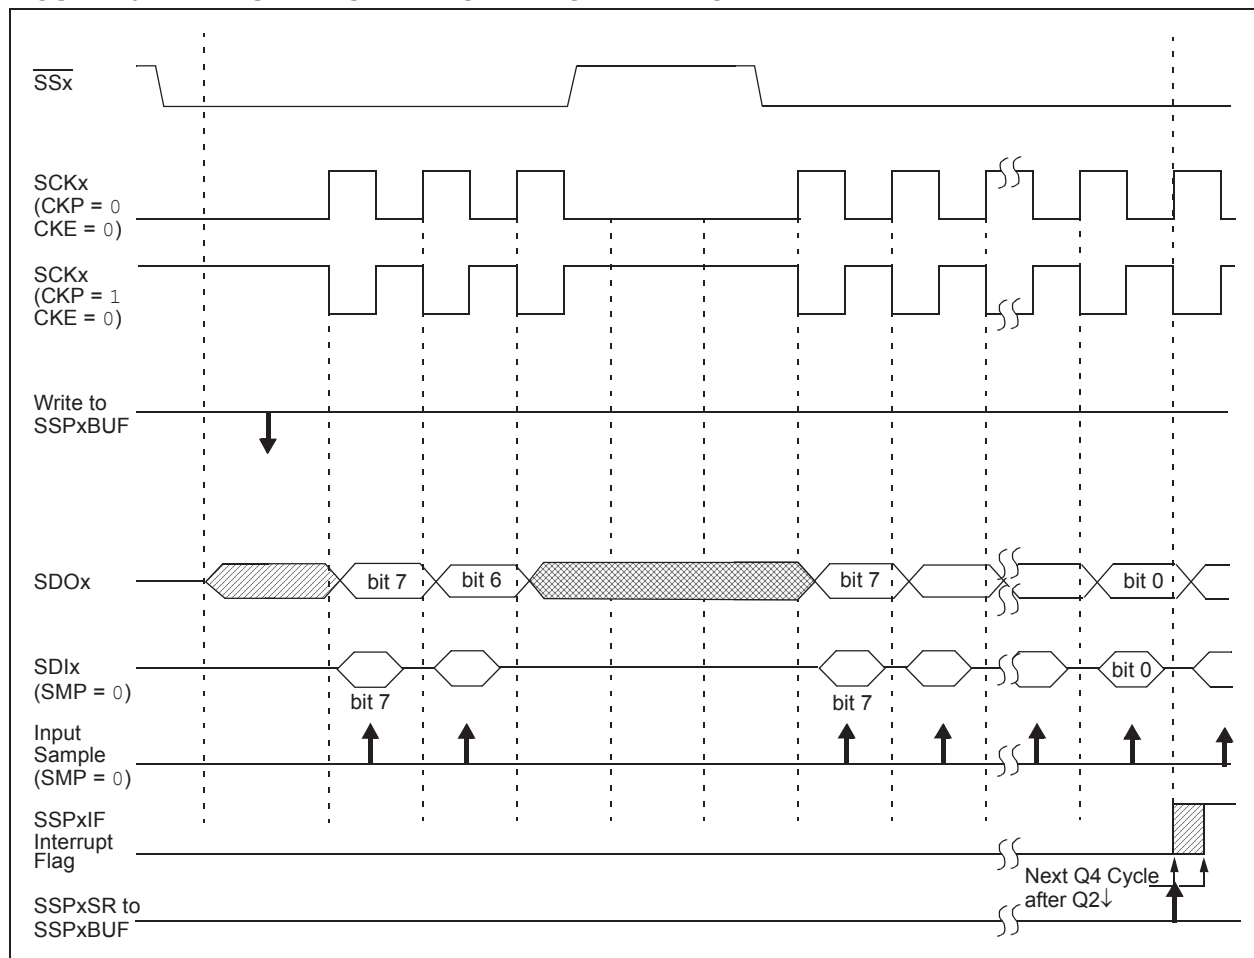 SSx
SCKx
(CKP = 0
CKE = 0)
SCKx
(CKP = 1
CKE = 0)
Write to
SSPxBUF
SDOx
bit 7
bit 6
bit 7
bit 0
SDIx
(SMP = 0)
bit 7
bit 7
bit 0
Input
Sample
(SMP = 0)
SSPxIF
Interrupt
Flag
Next Q4 Cycle
after Q2↓
SSPxSR to
SSPxBUF